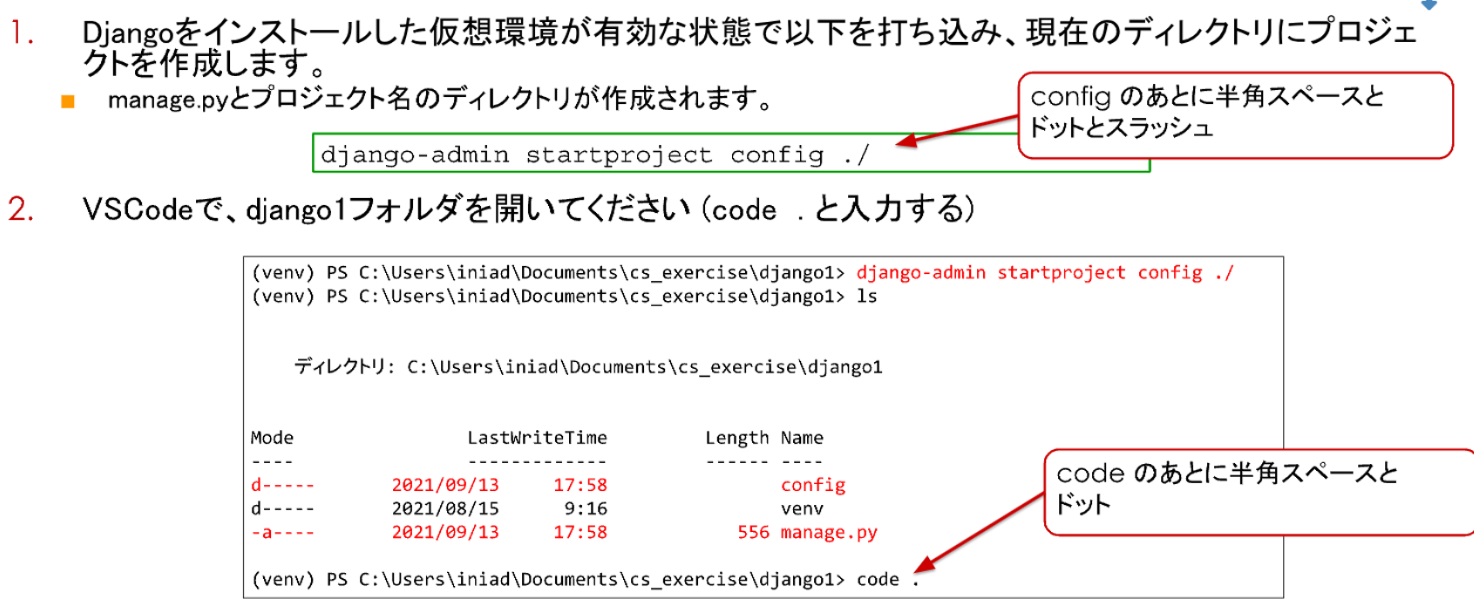 1. Djangoをインストールした仮想環境が有効な状態で以下を打ち込み、現在のディレクトリにプロジェ
クトを作成します。
■ manage.pyとプロジェクト名のディレクトリが作成されます。
config のあとに半角スペースと
ドットとスラッシュ
django-admin startproject config ./
2. VSCodeで、django1フォルダを開いてください（code . と入力する）
(venv) PS C:\Users\iniad\Documents\cs_exercise\django1> django-admin startproject config ./
(venv) PS C:\Users\iniad\Documents\cs_exercise\django1> ls
ディレクトリ: C:\Users\iniad\Documents\cs_exercise\django1
Mode LastWriteTime Length Name
---- ------------- ------ ----
d----- 2021/09/13 17:58 config
d----- 2021/08/15 9:16 venv
-a---- 2021/09/13 17:58 556 manage.py
code のあとに半角スペースと
ドット
(venv) PS C:\Users\iniad\Documents\cs_exercise\django1> code .